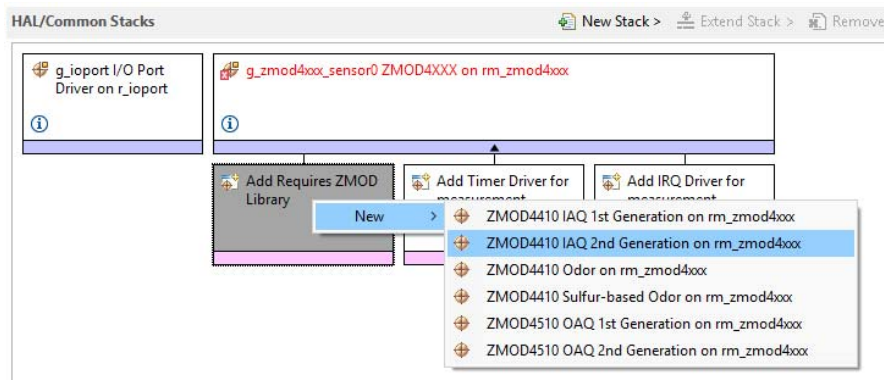 HAL/Common Stacks
New Stack > Extend Stack > Remove
g_ioport I/O Port
Driver on r_ioport
g_zmod4xxx_sensor0 ZMOD4XXX on rm_zmod4xxx
Add Requires ZMOD
Library
Add Timer Driver for
measurement
Add IRQ Driver for
measurement
New >
ZMOD4410 IAQ 1st Generation on rm_zmod4xxx
ZMOD4410 IAQ 2nd Generation on rm_zmod4xxx
ZMOD4410 Odor on rm_zmod4xxx
ZMOD4410 Sulfur-based Odor on rm_zmod4xxx
ZMOD4510 OAQ 1st Generation on rm_zmod4xxx
ZMOD4510 OAQ 2nd Generation on rm_zmod4xxx